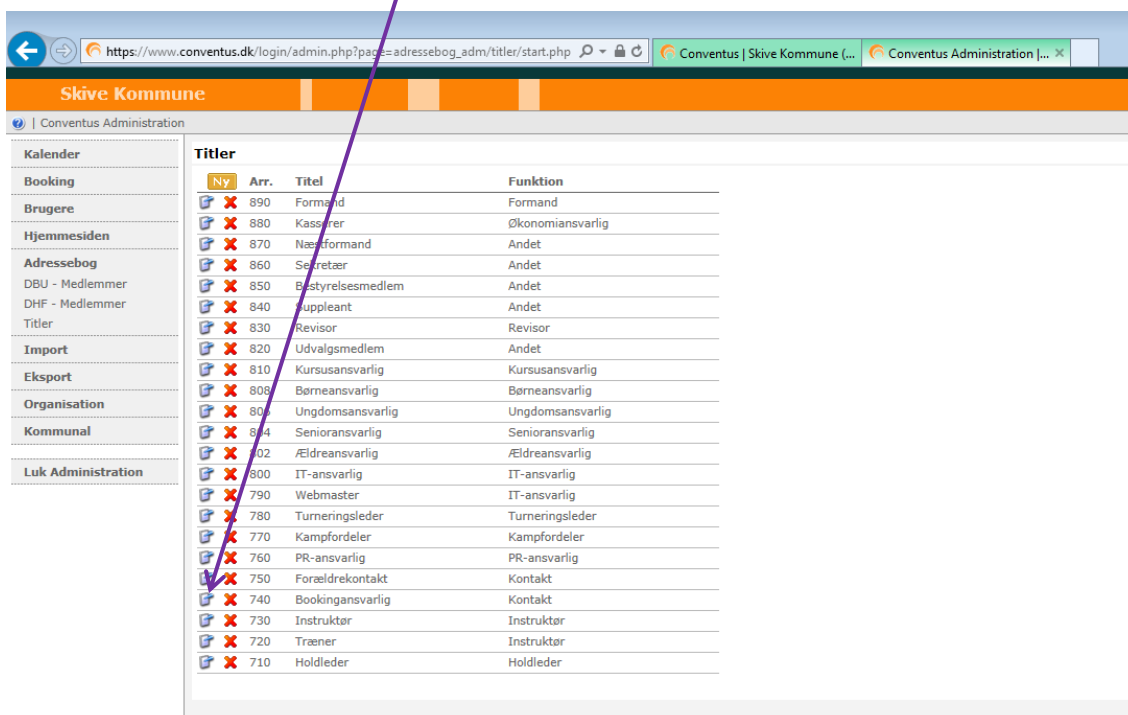 https://www.conventus.dk/login/admin.php?page=adressebog_adm/titler/start.php
Conventus | Skive Kommune (...
Conventus Administration |...
Skive Kommune
| Conventus Administration
Kalender
Booking
Brugere
Hjemmesiden
Adressebog
DBU - Medlemmer
DHF - Medlemmer
Titler
Import
Eksport
Organisation
Kommunal
Luk Administration
Titler
Ny Arr. Titel Funktion
890 Formand Formand
880 Kasserer Økonomiansvarlig
870 Næstformand Andet
860 Sekretær Andet
850 Bestyrelsesmedlem Andet
840 Suppleant Andet
830 Revisor Revisor
820 Udvalgsmedlem Andet
810 Kursusansvarlig Kursusansvarlig
808 Børneansvarlig Børneansvarlig
806 Ungdomsansvarlig Ungdomsansvarlig
804 Senioransvarlig Senioransvarlig
802 Ældreansvarlig Ældreansvarlig
800 IT-ansvarlig IT-ansvarlig
790 Webmaster IT-ansvarlig
780 Turneringsleder Turneringsleder
770 Kampfordeler Kampfordeler
760 PR-ansvarlig PR-ansvarlig
750 Forældrekontakt Kontakt
740 Bookingansvarlig Kontakt
730 Instruktør Instruktør
720 Træner Instruktør
710 Holdleder Holdleder